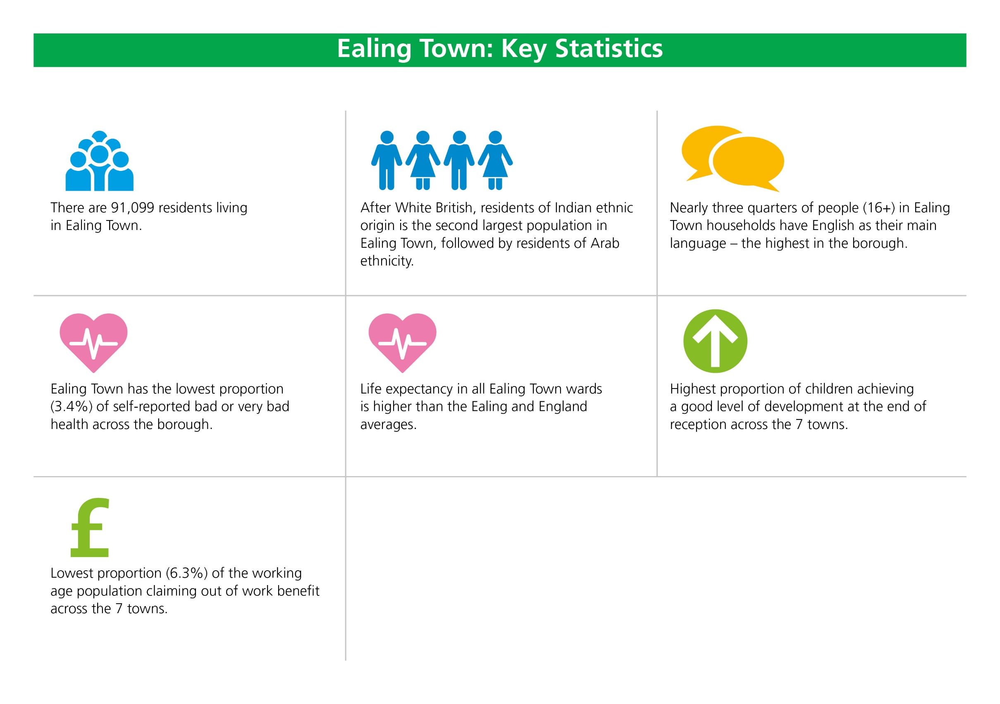 Ealing Town: Key Statistics
There are 91,099 residents living
in Ealing Town.
After White British, residents of Indian ethnic
origin is the second largest population in
Ealing Town, followed by residents of Arab
ethnicity.
Nearly three quarters of people (16+) in Ealing
Town households have English as their main
language – the highest in the borough.
Ealing Town has the lowest proportion
(3.4%) of self-reported bad or very bad
health across the borough.
Life expectancy in all Ealing Town wards
is higher than the Ealing and England
averages.
Highest proportion of children achieving
a good level of development at the end of
reception across the 7 towns.
£
Lowest proportion (6.3%) of the working
age population claiming out of work benefit
across the 7 towns.